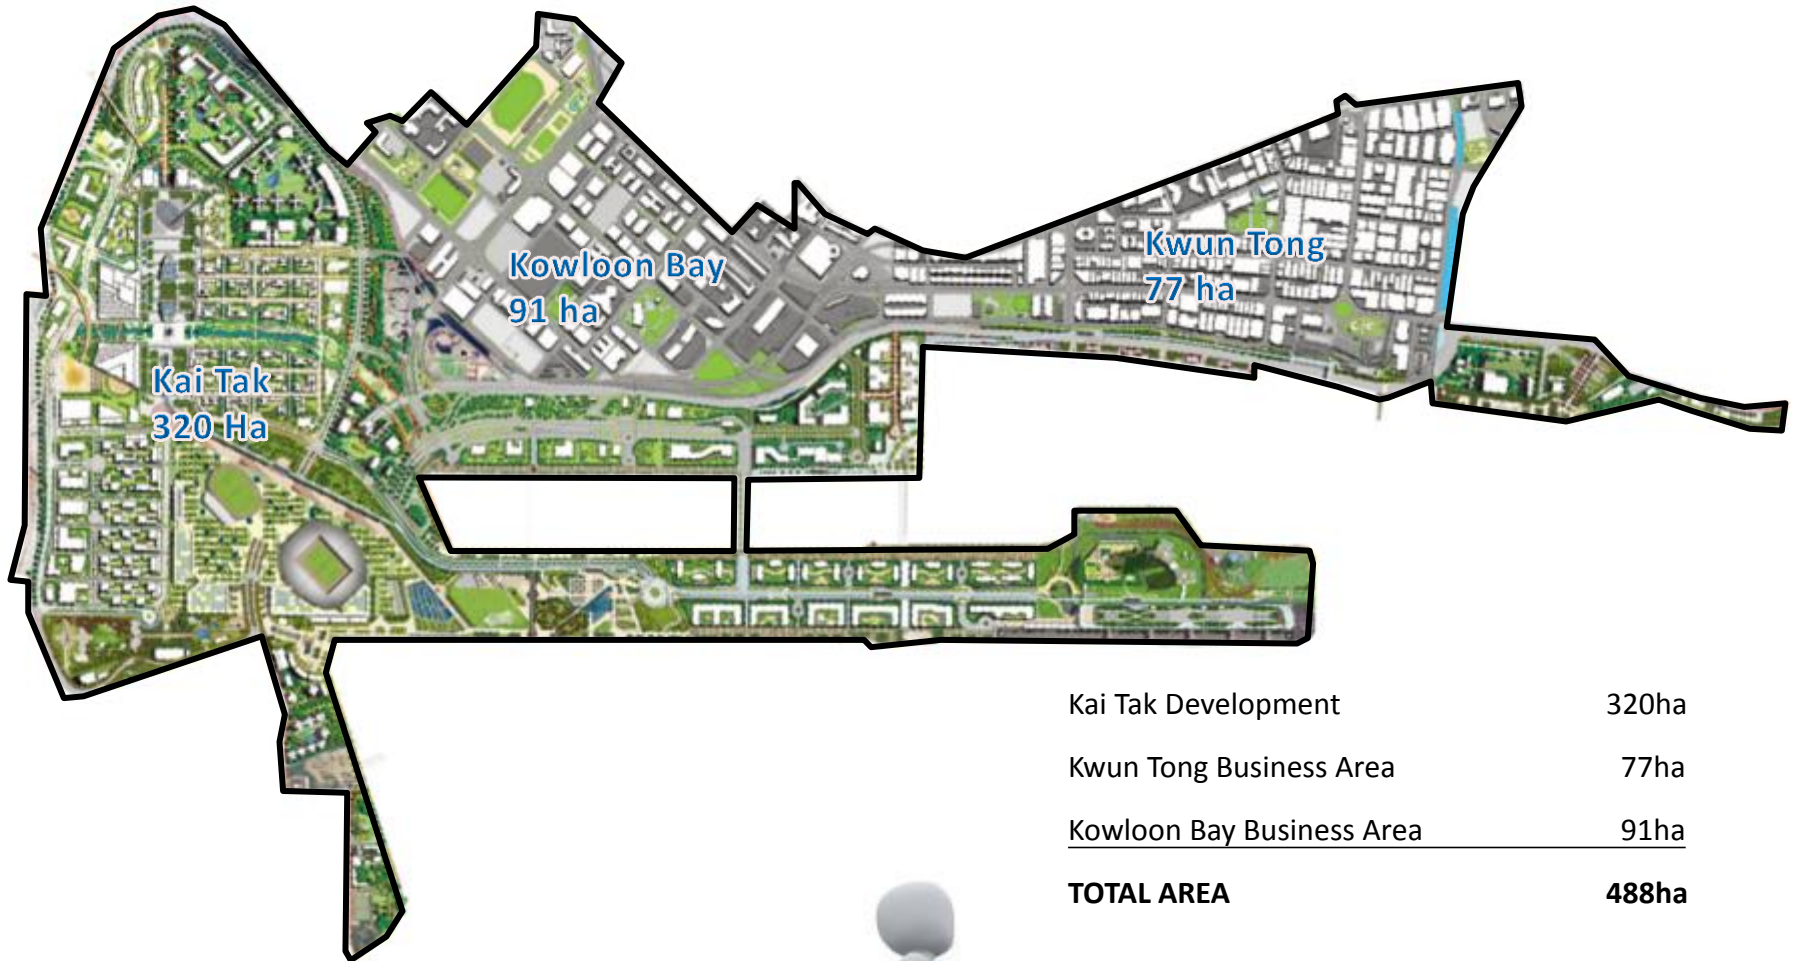 Kowloon Bay
91 ha
Kwun Tong
77 ha
Kai Tak
320 Ha
Kai Tak Development 320ha
Kwun Tong Business Area 77ha
Kowloon Bay Business Area 91ha
TOTAL AREA 488ha